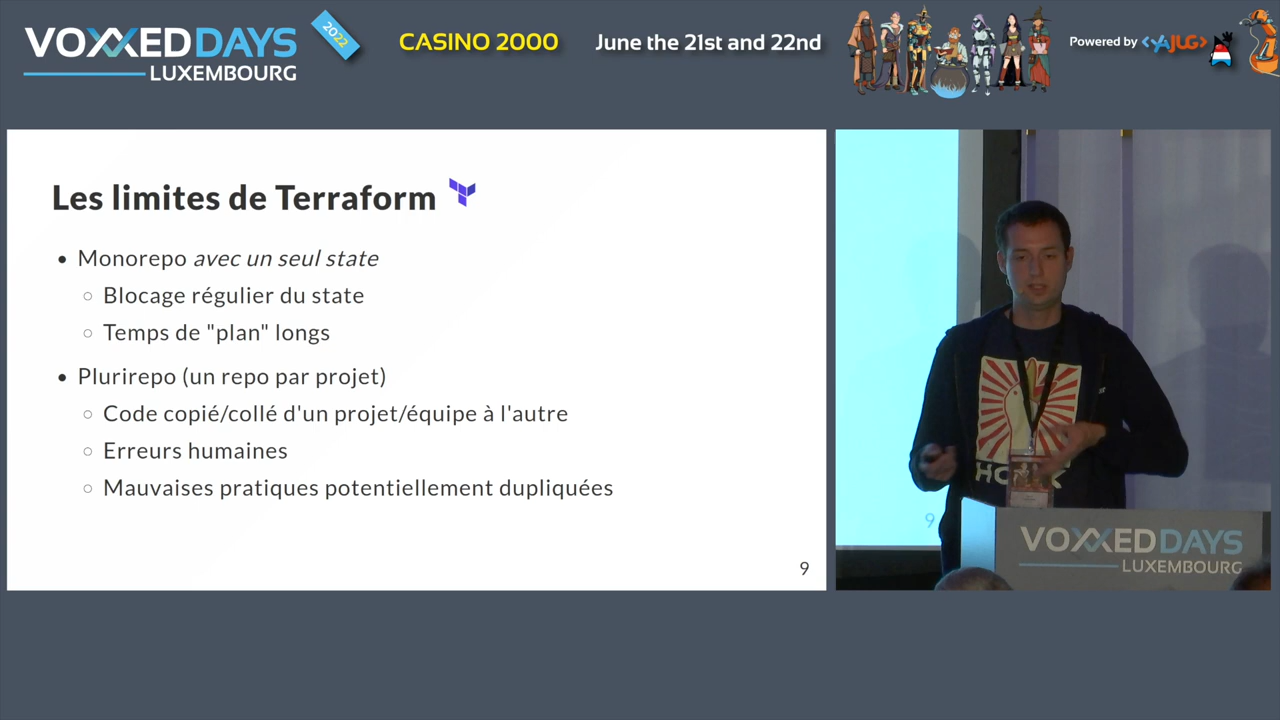 VOXXEDDAYS
LUXEMBOURG
2022
CASINO 2000
June the 21st and 22nd
Powered by <YAJUG>
Les limites de Terraform
• Monorepo avec un seul state
○ Blocage régulier du state
○ Temps de "plan" longs
• Plurirepo (un repo par projet)
○ Code copié/collé d'un projet/équipe à l'autre
○ Erreurs humaines
○ Mauvaises pratiques potentiellement dupliquées
9
9
VOXXEDDAYS
LUXEMBOURG